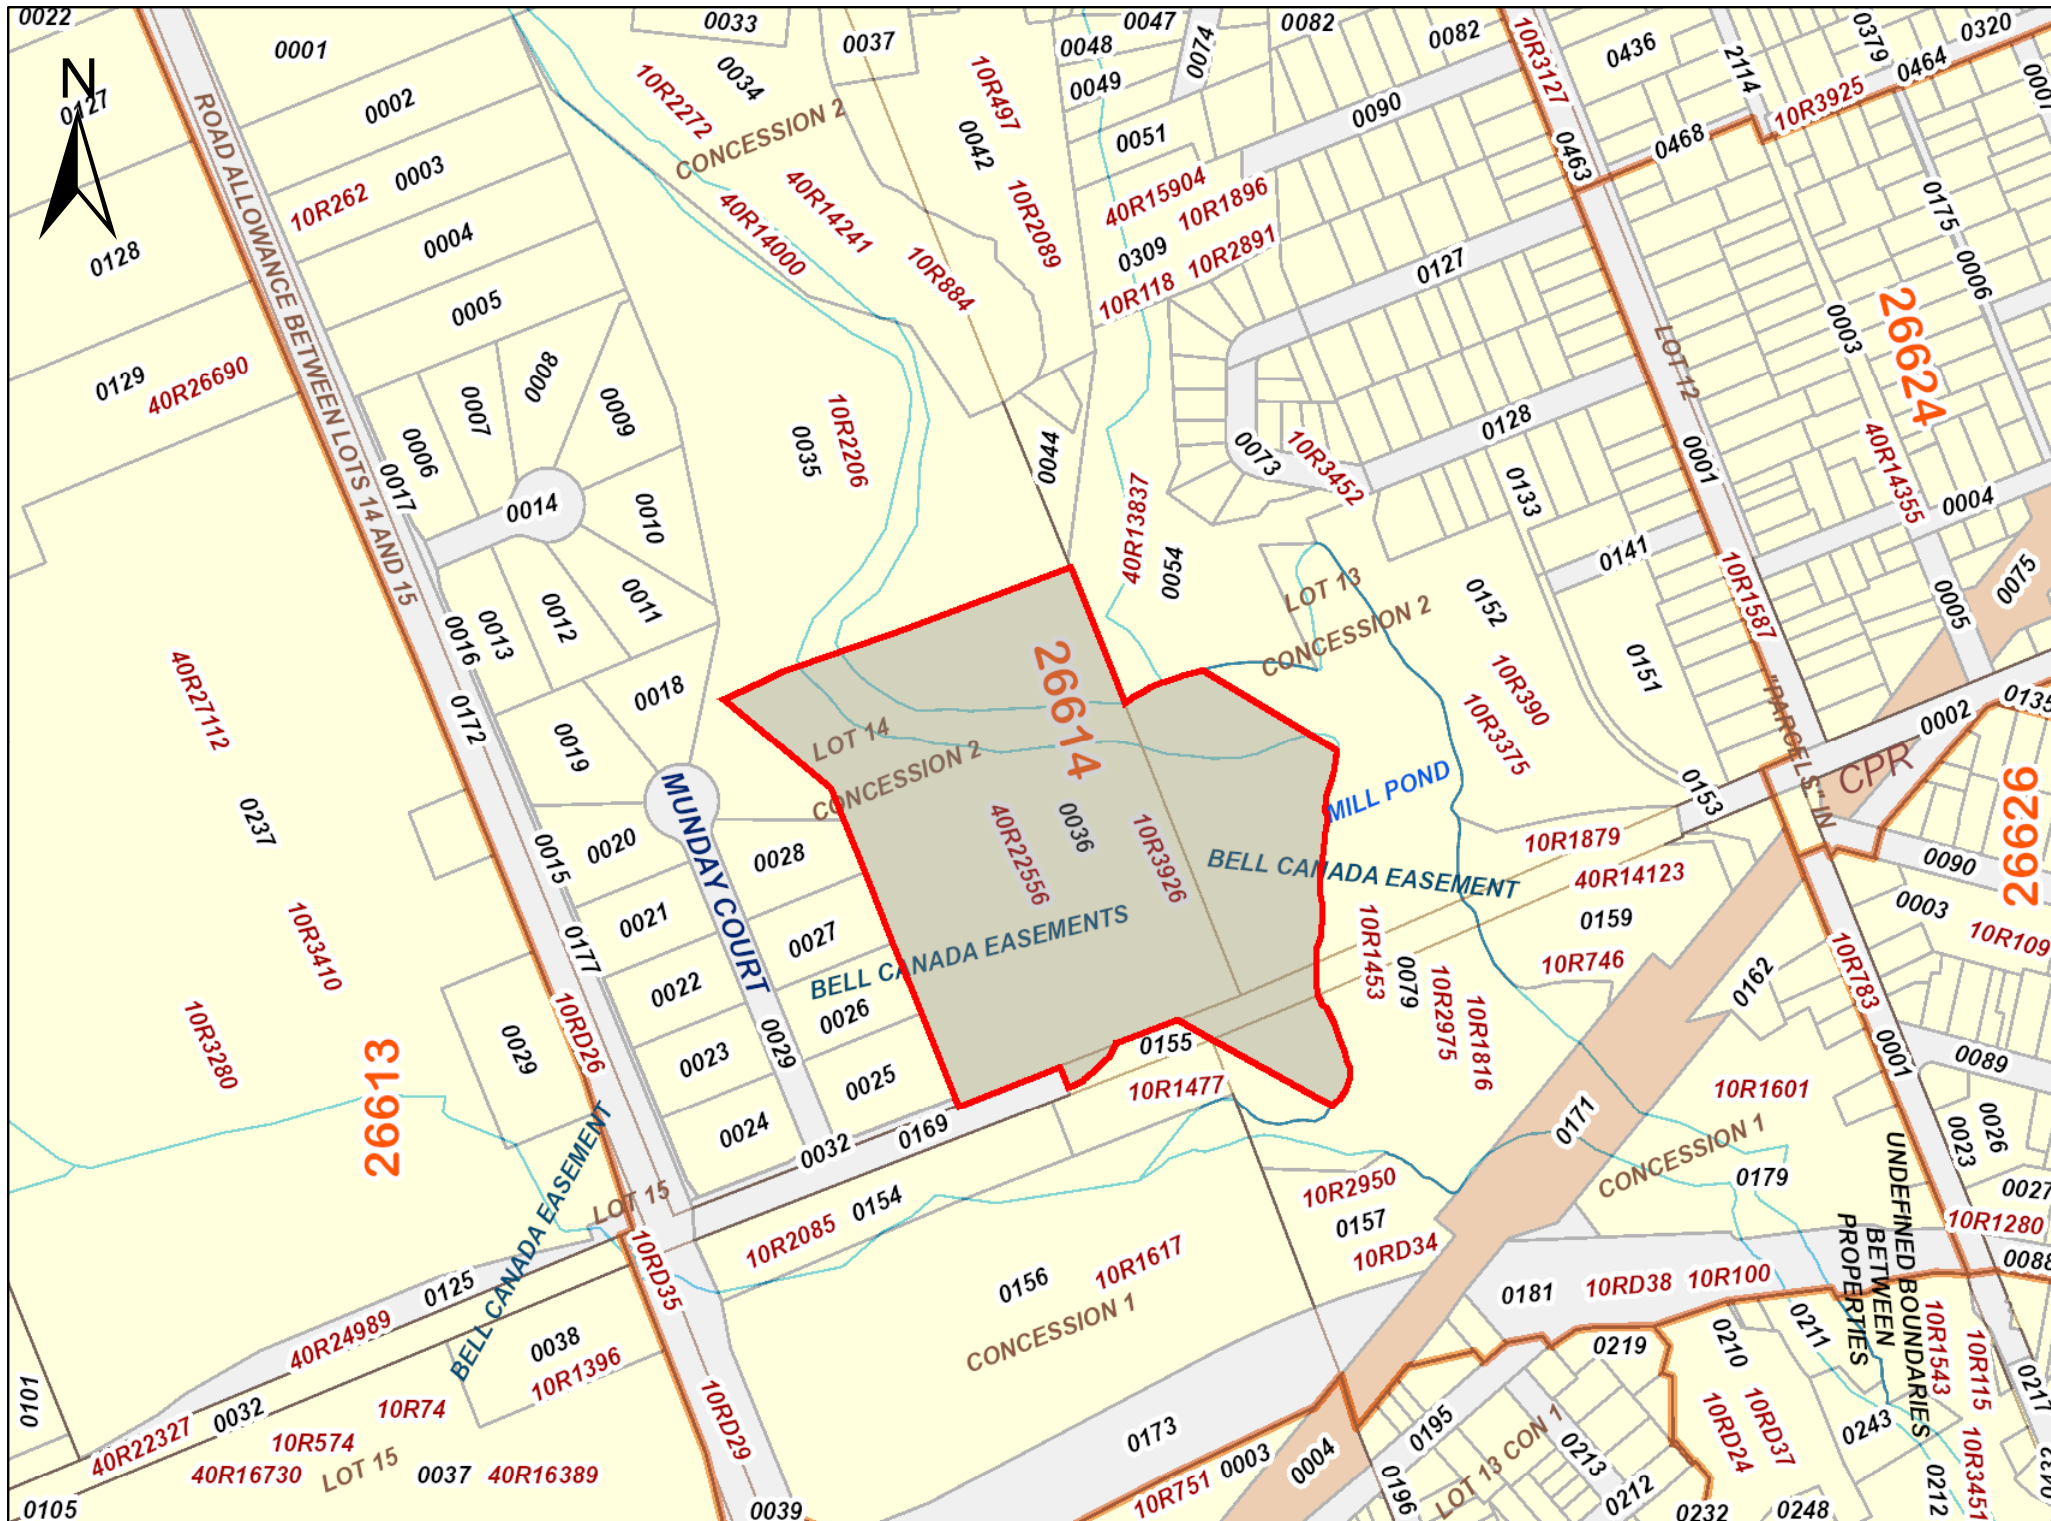 0022
0001
0033
0037
0047
0082
0082
10R3127
0436
0379
0320
N
0127
0002
0034
10R2272
10R497
0048
0049
0074
2114
0464
0001
ROAD ALLOWANCE BETWEEN LOTS 14 AND 15
10R262
0003
CONCESSION 2
0042
0051
0090
0463
0468
10R3925
0128
0004
40R14000
40R14241
10R884
10R2089
40R15904
10R1896
0309
10R2891
10R118
0127
0175
0006
0005
26624
0003
LOT 12
0129
40R26690
0006
0007
0008
0009
0035
10R2206
0044
0073
10R3452
0128
0001
40R14355
0004
0017
0014
0010
40R13837
0054
0133
0141
10R1587
0075
0016
0013
0012
0011
LOT 13
CONCESSION 2
0152
0005
40R27112
0172
0018
26614
0151
10R390
10R3375
"PARCELS" IN
0002
0135
0019
LOT 14
CONCESSION 2
MILL POND
0153
CPR
26626
0237
0015
0020
MUNDAY COURT
0028
40R22556
0036
10R3926
BELL CANADA EASEMENT
10R1879
40R14123
0090
0003
10R3410
0177
0021
0027
BELL CANADA EASEMENTS
0159
10R109
10R3280
10RD26
0022
0026
10R1453
0079
10R2975
10R1816
10R746
0162
10R783
26613
0029
0023
0029
0025
0155
10R1477
0001
0089
BELL CANADA EASEMENT
0024
0032
0169
0171
10R1601
CONCESSION 1
0179
0023
0026
LOT 15
10R2085
0154
10R2950
0157
10RD34
UNDEFINED BOUNDARIES
BETWEEN
PROPERTIES
0027
10R1280
0088
10RD35
0125
0156
10R1617
CONCESSION 1
0181
10RD38
10R100
0211
40R24989
0038
10R1396
0219
0210
10R1543
10R115
0217
0101
40R22327
0032
10R74
10R574
10RD29
0173
0195
LOT 13 CON 1
0213
10RD24
10RD37
0243
40R16730
LOT 15
0037
40R16389
10R751
0003
0004
0196
0212
0232
0248
0212
10R3451
0432
0105
0039